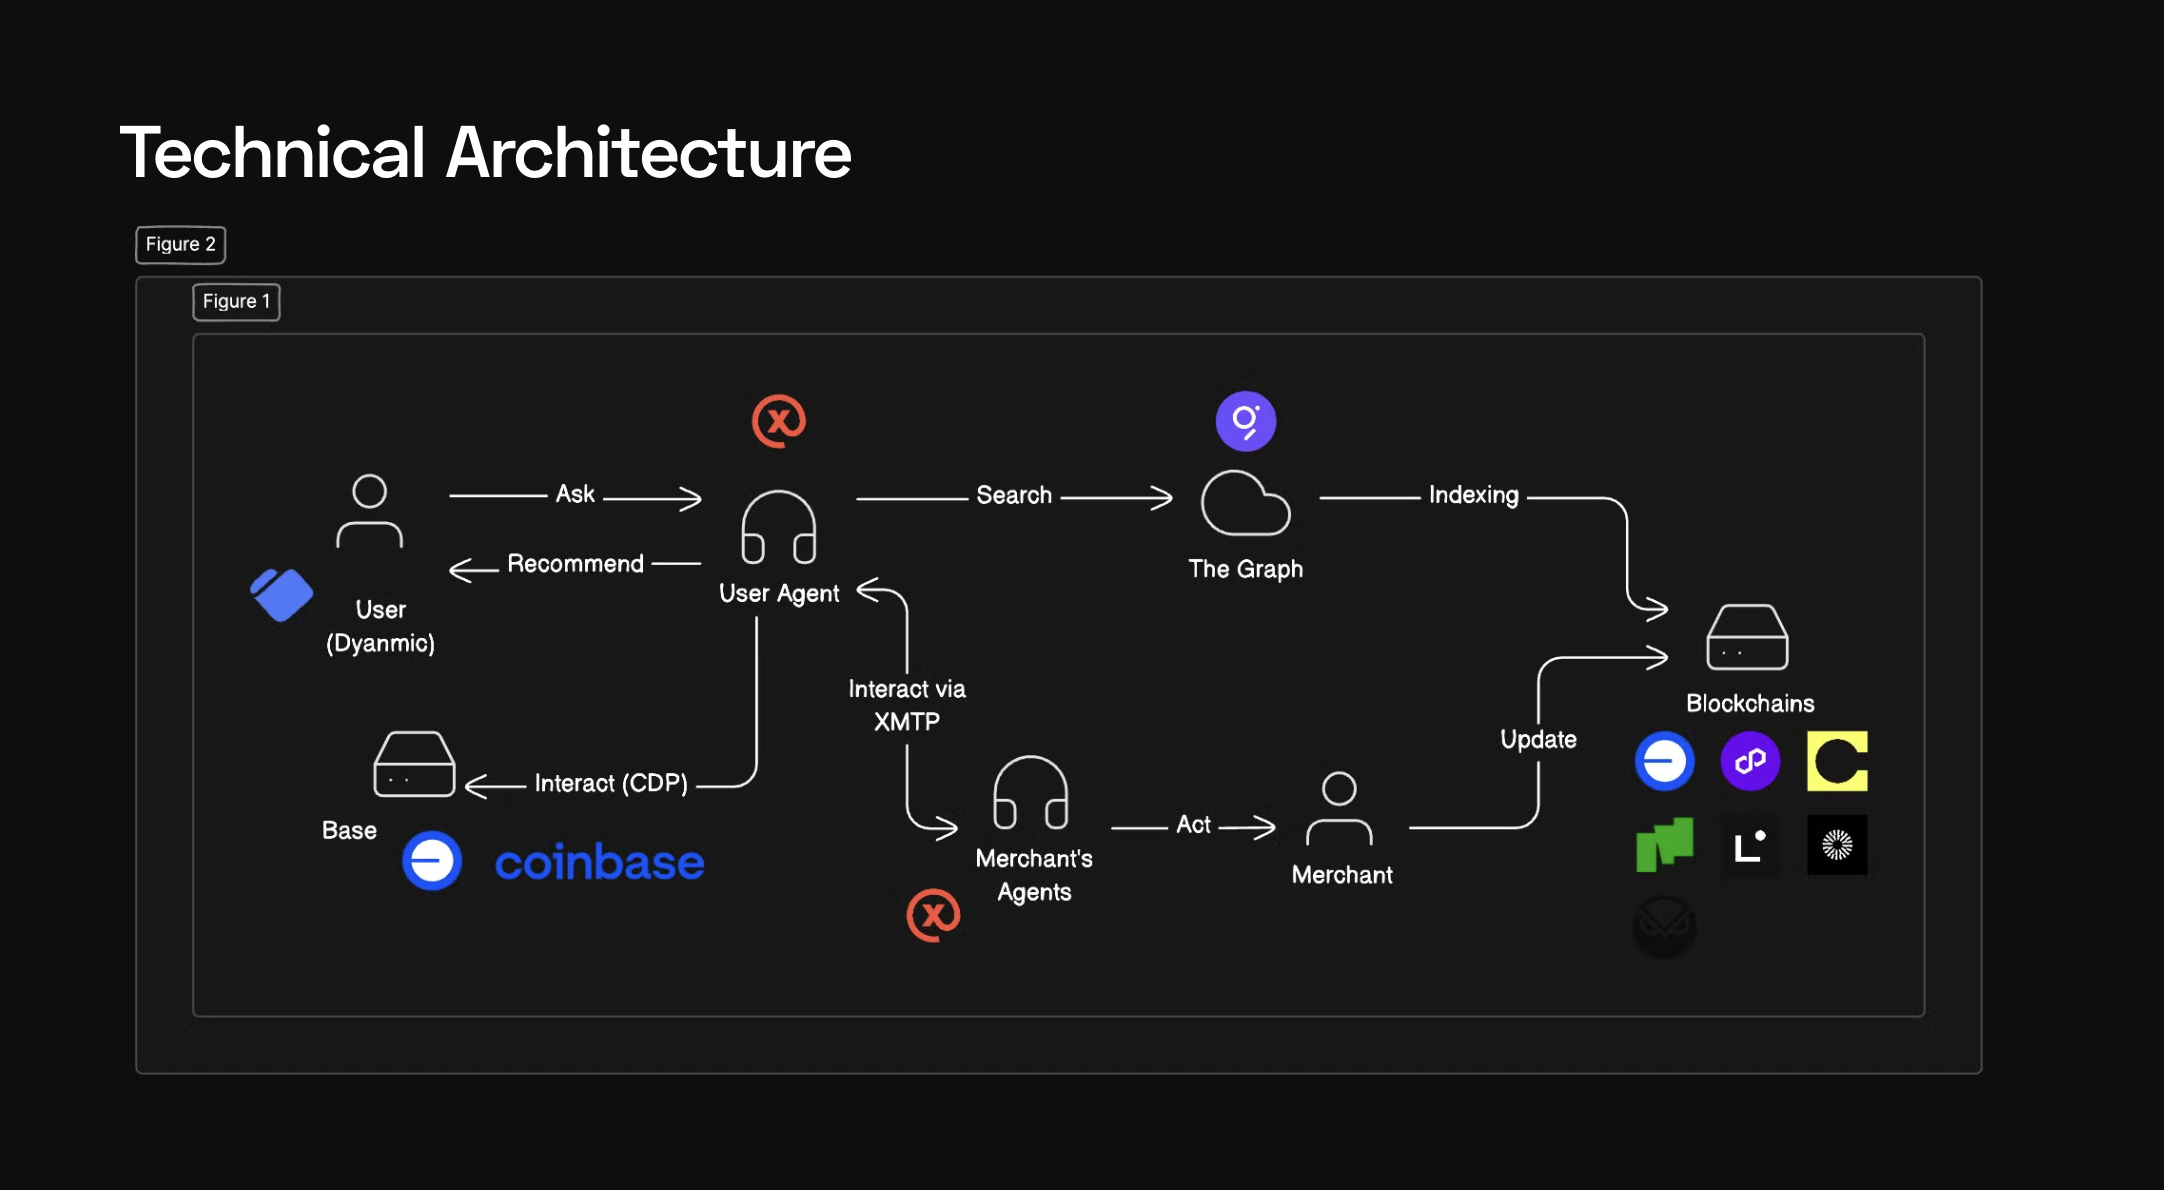 Technical Architecture
Figure 2
Figure 1
Ask
Search
Indexing
Recommend
The Graph
User Agent
User
(Dyanmic)
Interact via
XMTP
Blockchains
Update
Interact (CDP)
Base
coinbase
Act
Merchant's
Agents
Merchant